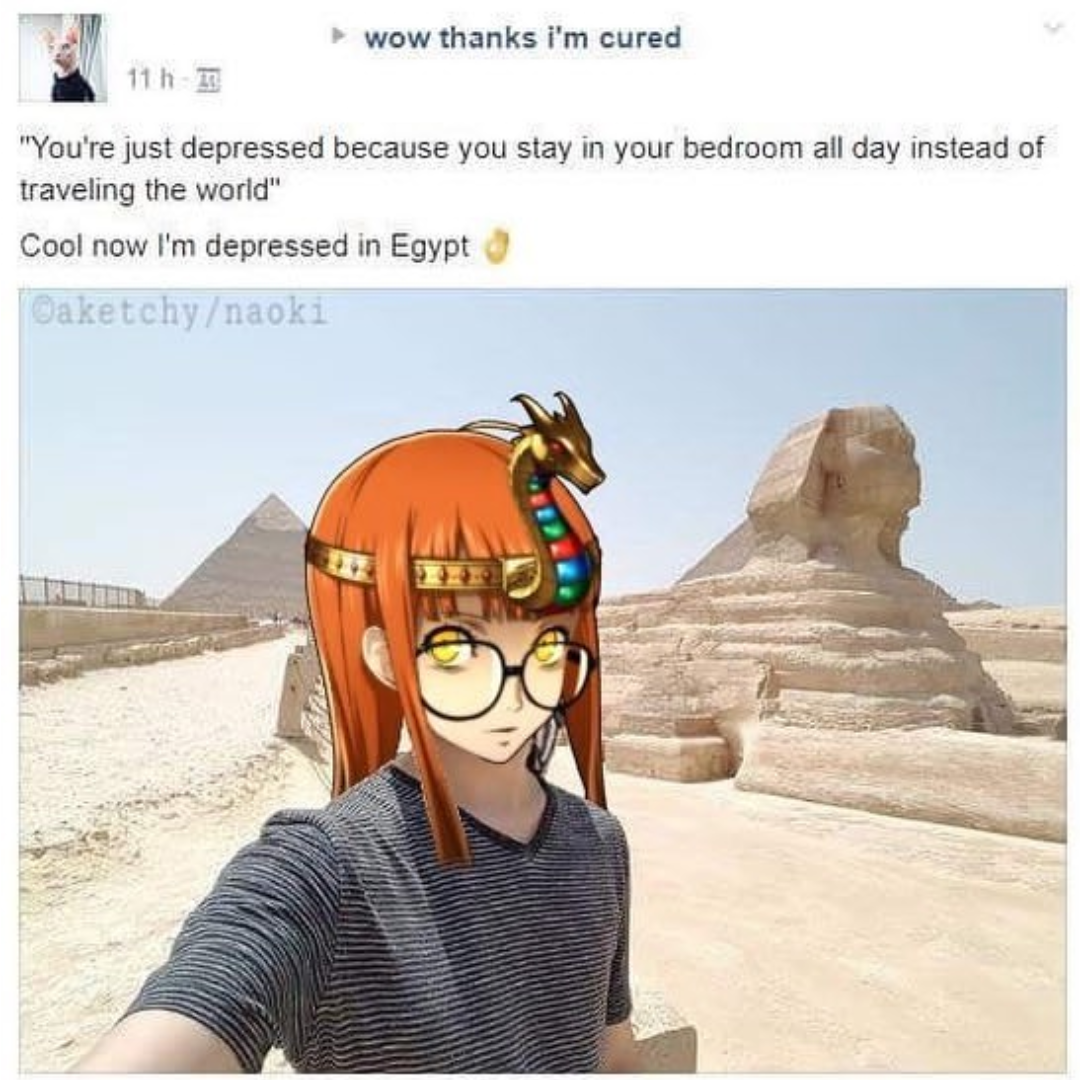 wow thanks i'm cured
11 h
"You're just depressed because you stay in your bedroom all day instead of
traveling the world"
Cool now I'm depressed in Egypt 👌
©aketchy/naoki